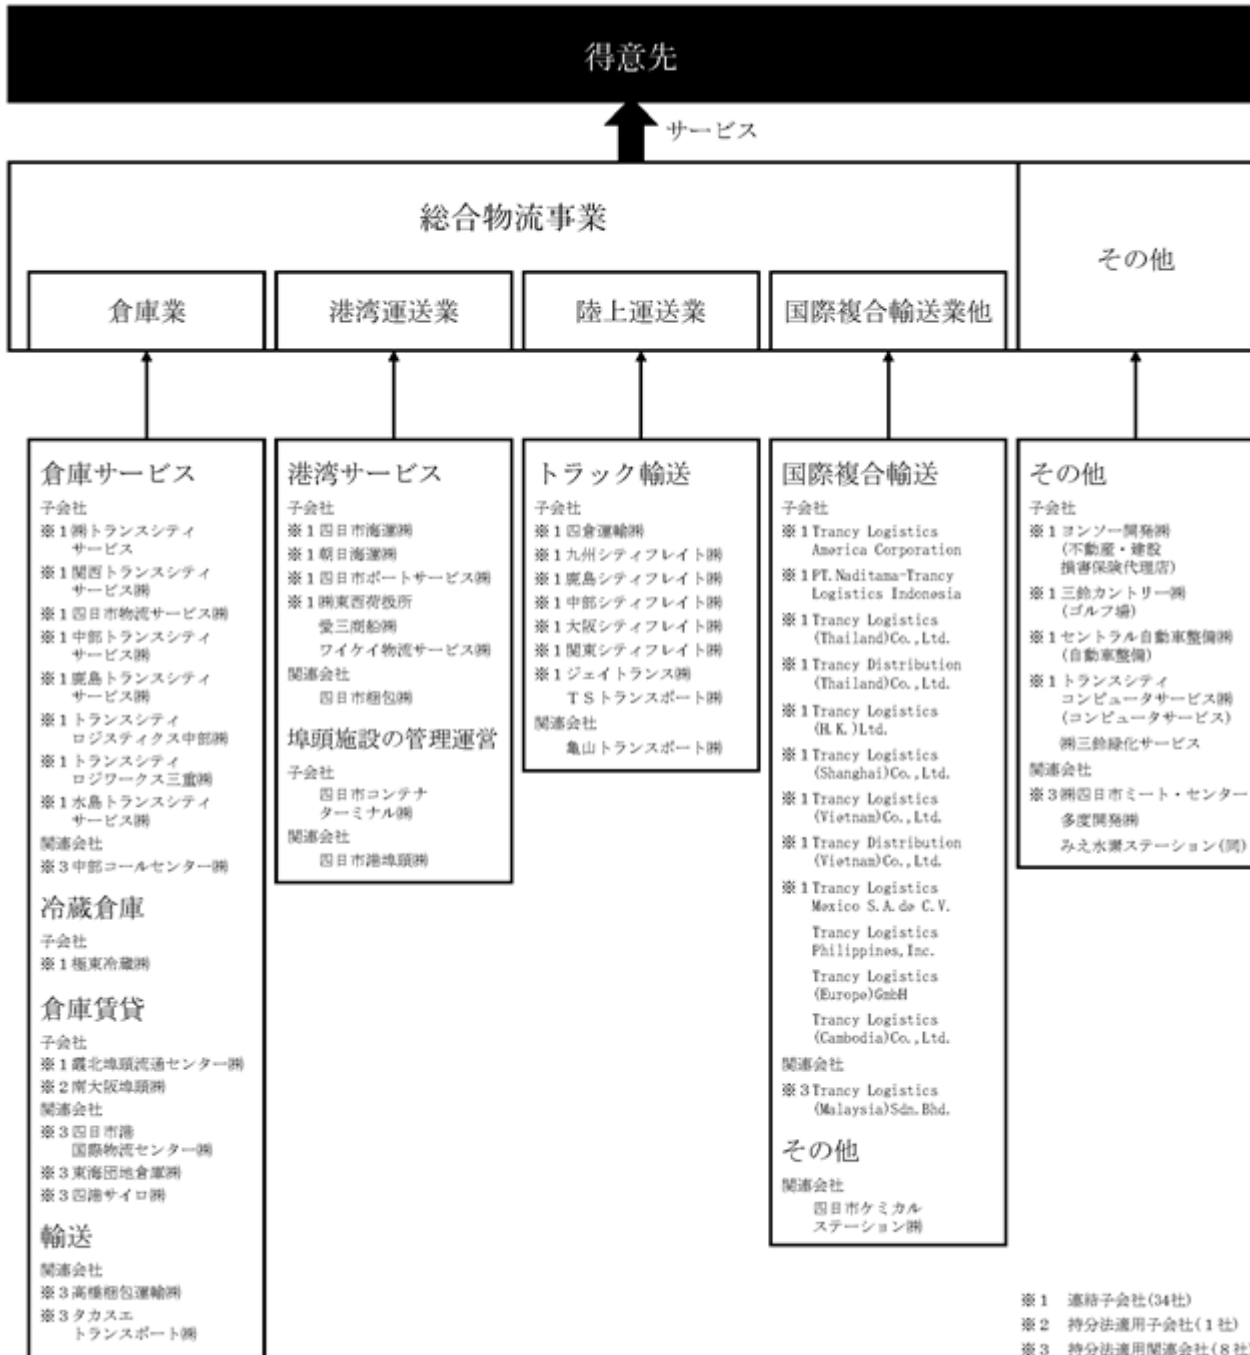 得意先
サービス
総合物流事業
その他
倉庫業
港湾運送業
陸上運送業
国際複合輸送業他
倉庫サービス
子会社
※1㈱トランスシティ
サービス
※1関西トランスシティ
サービス㈱
※1四日市物流サービス㈱
※1中部トランスシティ
サービス㈱
※1鹿島トランスシティ
サービス㈱
※1トランスシティ
ロジスティクス中部㈱
※1トランスシティ
ロジワークス三重㈱
※1水島トランスシティ
サービス㈱
関連会社
※3中部コールセンター㈱
冷蔵倉庫
子会社
※1極東冷蔵㈱
倉庫賃貸
子会社
※1霞北埠頭流通センター㈱
※2南大阪埠頭㈱
関連会社
※3四日市港
国際物流センター㈱
※3東海団地倉庫㈱
※3四港サイロ㈱
輸送
関連会社
※3高橋梱包運輸㈱
※3タカスエ
トランスポート㈱
港湾サービス
子会社
※1四日市海運㈱
※1朝日海運㈱
※1四日市ポートサービス㈱
※1㈱東西荷扱所
愛三商船㈱
ワイケイ物流サービス㈱
関連会社
四日市梱包㈱
埠頭施設の管理運営
子会社
四日市コンテナ
ターミナル㈱
関連会社
四日市港埠頭㈱
トラック輸送
子会社
※1四倉運輸㈱
※1九州シティフレイト㈱
※1鹿島シティフレイト㈱
※1中部シティフレイト㈱
※1大阪シティフレイト㈱
※1関東シティフレイト㈱
※1ジェイトランス㈱
TSトランスポート㈱
関連会社
亀山トランスポート㈱
国際複合輸送
子会社
※1Trancy Logistics
America Corporation
※1PT.Naditama-Trancy
Logistics Indonesia
※1Trancy Logistics
(Thailand)Co.,Ltd.
※1Trancy Distribution
(Thailand)Co.,Ltd.
※1Trancy Logistics
(H.K.)Ltd.
※1Trancy Logistics
(Shanghai)Co.,Ltd.
※1Trancy Logistics
(Vietnam)Co.,Ltd.
※1Trancy Distribution
(Vietnam)Co.,Ltd.
※1Trancy Logistics
Mexico S.A.de C.V.
Trancy Logistics
Philippines,Inc.
Trancy Logistics
(Europe)GmbH
Trancy Logistics
(Cambodia)Co.,Ltd.
関連会社
※3Trancy Logistics
(Malaysia)Sdn.Bhd.
その他
関連会社
四日市ケミカル
ステーション㈱
その他
子会社
※1ヨンソー開発㈱
(不動産・建設
損害保険代理店)
※1三鈴カントリー㈱
(ゴルフ場)
※1セントラル自動車整備㈱
(自動車整備)
※1トランスシティ
コンピュータサービス㈱
(コンピュータサービス)
㈱三鈴緑化サービス
関連会社
※3㈱四日市ミート・センター
多度開発㈱
みえ水素ステーション(同)
※1 連結子会社(34社)
※2 持分法適用子会社(1社)
※3 持分法適用関連会社(8社)